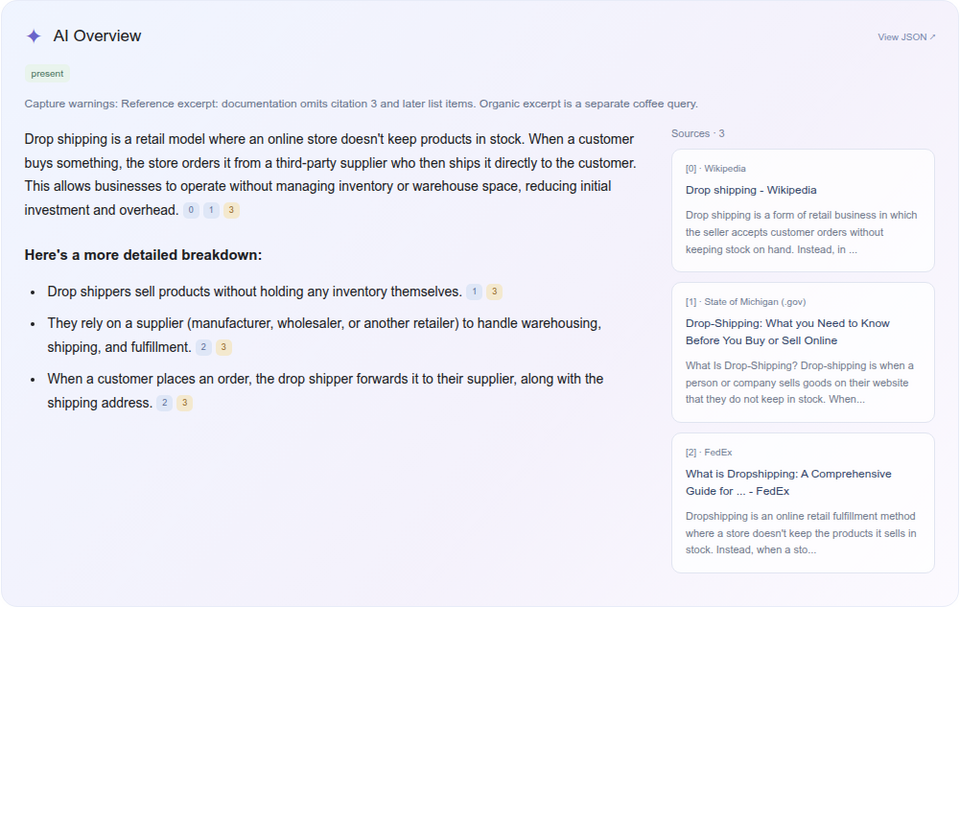 AI Overview
View JSON ↗
present
Capture warnings: Reference excerpt: documentation omits citation 3 and later list items. Organic excerpt is a separate coffee query.
Drop shipping is a retail model where an online store doesn't keep products in stock. When a customer
buys something, the store orders it from a third-party supplier who then ships it directly to the customer.
This allows businesses to operate without managing inventory or warehouse space, reducing initial
investment and overhead. 0 1 3
Here's a more detailed breakdown:
• Drop shippers sell products without holding any inventory themselves. 1 3
• They rely on a supplier (manufacturer, wholesaler, or another retailer) to handle warehousing,
shipping, and fulfillment. 2 3
• When a customer places an order, the drop shipper forwards it to their supplier, along with the
shipping address. 2 3
Sources · 3
[0] · Wikipedia
Drop shipping - Wikipedia
Drop shipping is a form of retail business in which
the seller accepts customer orders without
keeping stock on hand. Instead, in ...
[1] · State of Michigan (.gov)
Drop-Shipping: What you Need to Know
Before You Buy or Sell Online
What Is Drop-Shipping? Drop-shipping is when a
person or company sells goods on their website
that they do not keep in stock. When...
[2] · FedEx
What is Dropshipping: A Comprehensive
Guide for ... - FedEx
Dropshipping is an online retail fulfillment method
where a store doesn't keep the products it sells in
stock. Instead, when a sto...